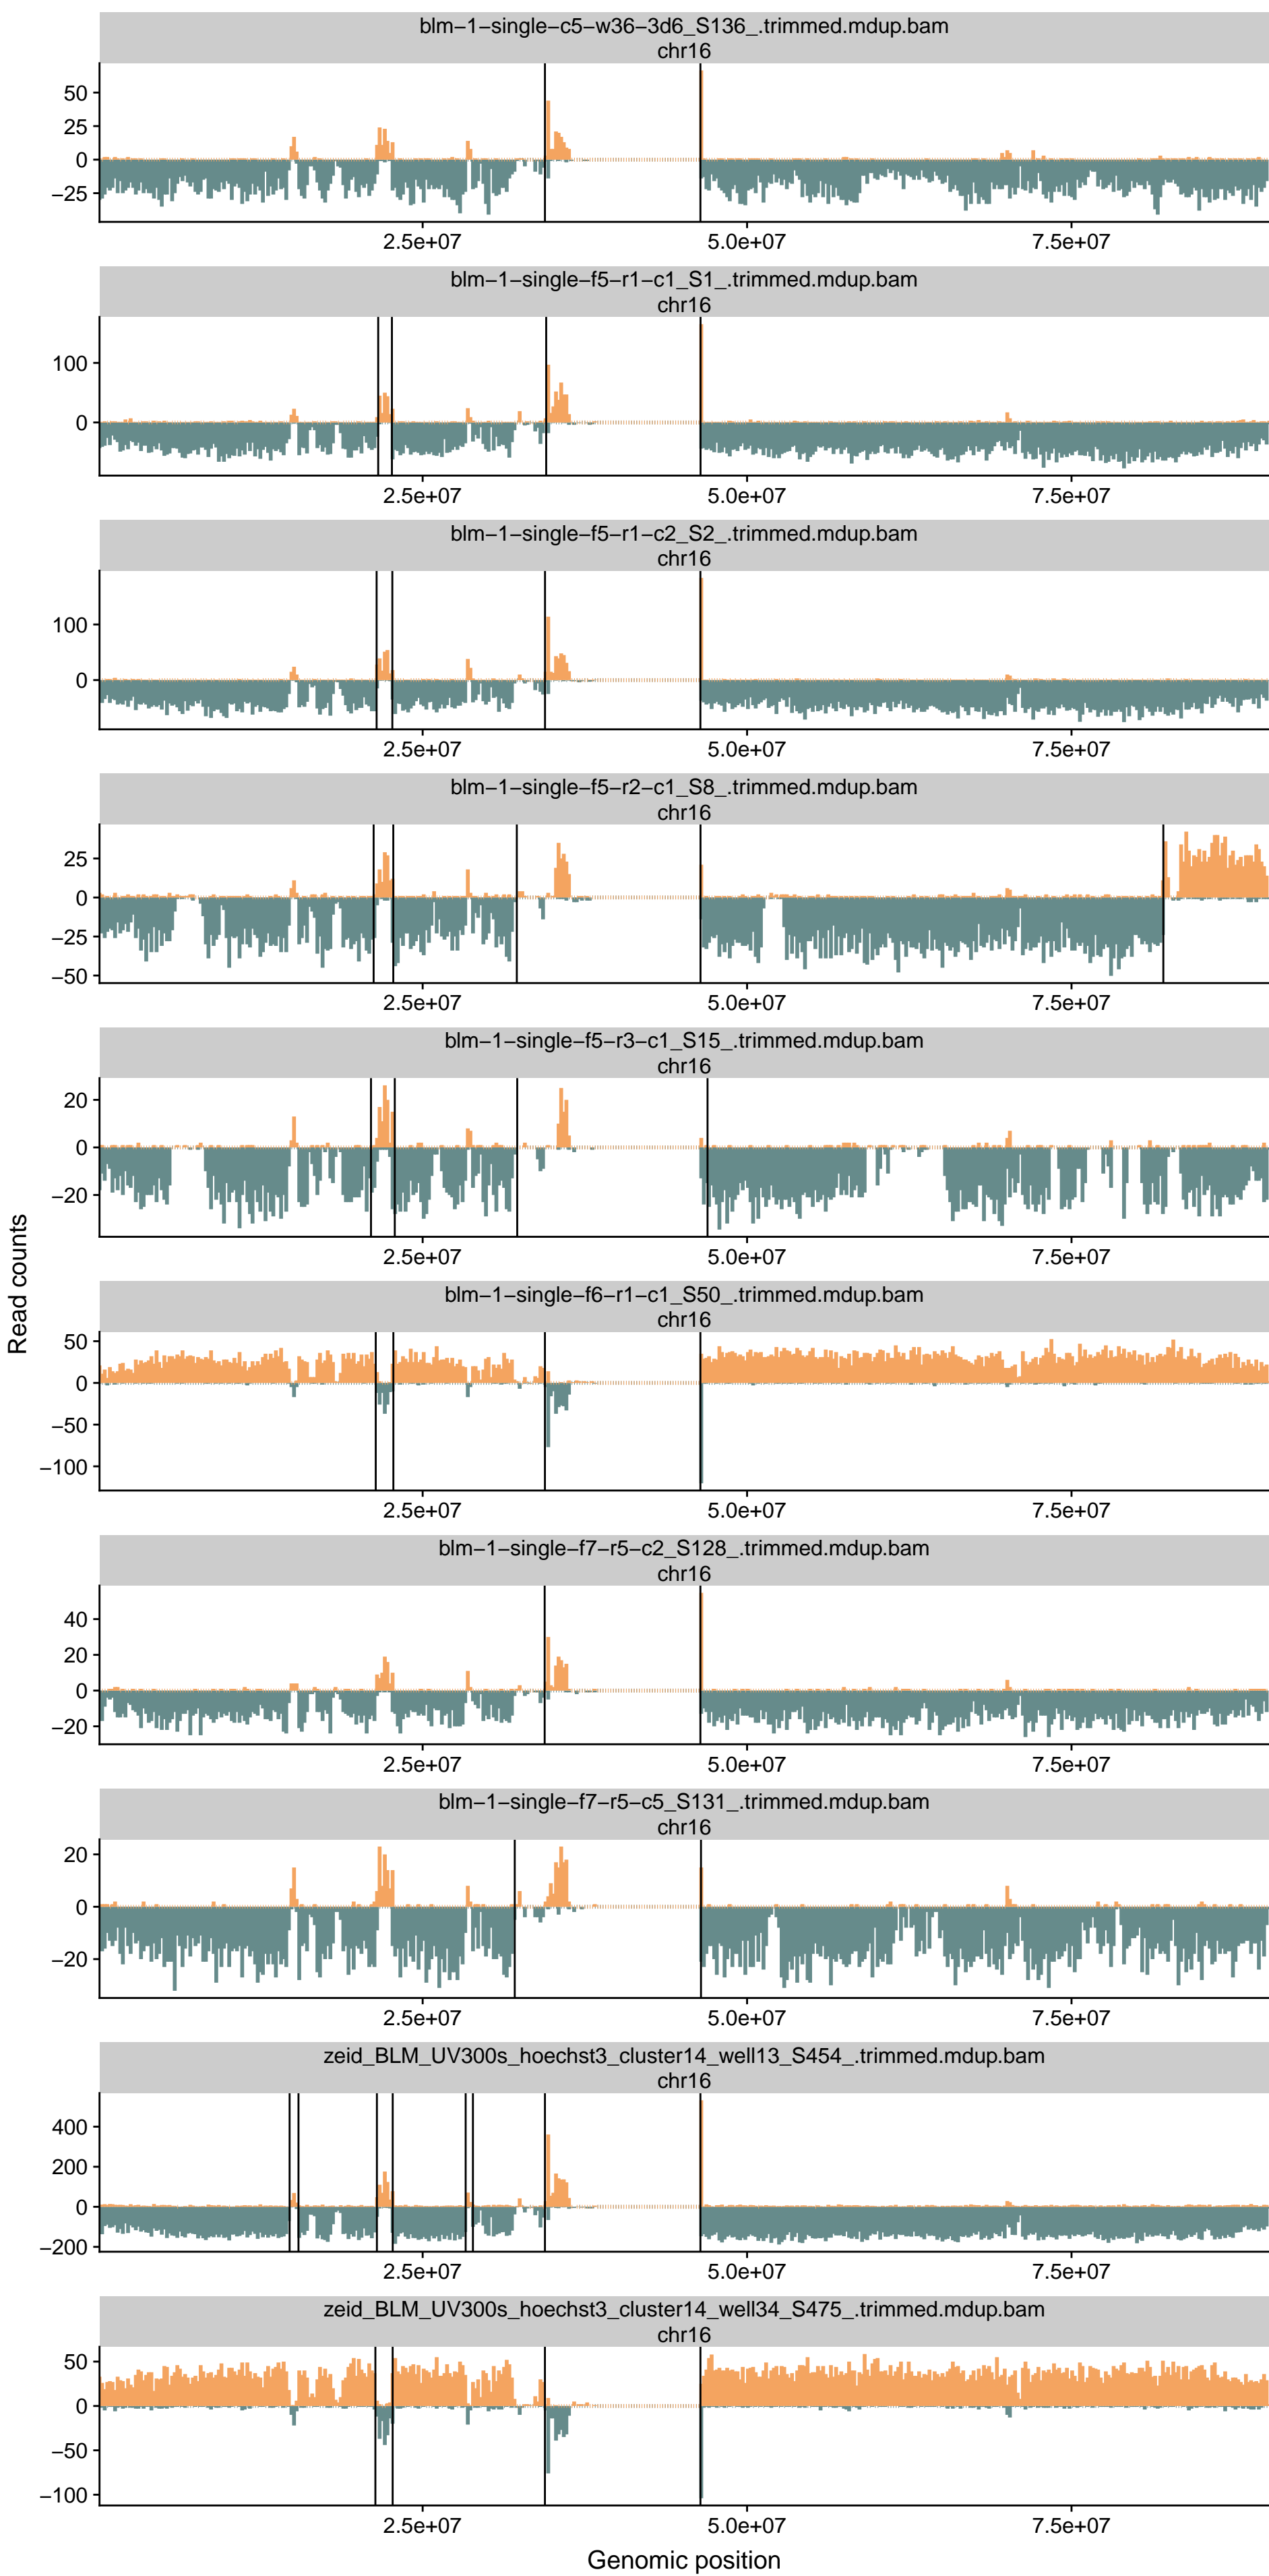 blm−1−single−c5−w36−3d6_S136_.trimmed.mdup.bam
chr16
50
25
0
−25
2.5e+07 5.0e+07 7.5e+07
blm−1−single−f5−r1−c1_S1_.trimmed.mdup.bam
chr16
100
0
2.5e+07 5.0e+07 7.5e+07
blm−1−single−f5−r1−c2_S2_.trimmed.mdup.bam
chr16
100
0
2.5e+07 5.0e+07 7.5e+07
blm−1−single−f5−r2−c1_S8_.trimmed.mdup.bam
chr16
25
0
−25
−50
2.5e+07 5.0e+07 7.5e+07
blm−1−single−f5−r3−c1_S15_.trimmed.mdup.bam
chr16
20
0
−20
2.5e+07 5.0e+07 7.5e+07
Read counts
blm−1−single−f6−r1−c1_S50_.trimmed.mdup.bam
chr16
50
0
−50
−100
2.5e+07 5.0e+07 7.5e+07
blm−1−single−f7−r5−c2_S128_.trimmed.mdup.bam
chr16
40
20
0
−20
2.5e+07 5.0e+07 7.5e+07
blm−1−single−f7−r5−c5_S131_.trimmed.mdup.bam
chr16
20
0
−20
2.5e+07 5.0e+07 7.5e+07
zeid_BLM_UV300s_hoechst3_cluster14_well13_S454_.trimmed.mdup.bam
chr16
400
200
0
−200
2.5e+07 5.0e+07 7.5e+07
zeid_BLM_UV300s_hoechst3_cluster14_well34_S475_.trimmed.mdup.bam
chr16
50
0
−50
−100
2.5e+07 5.0e+07 7.5e+07
Genomic position